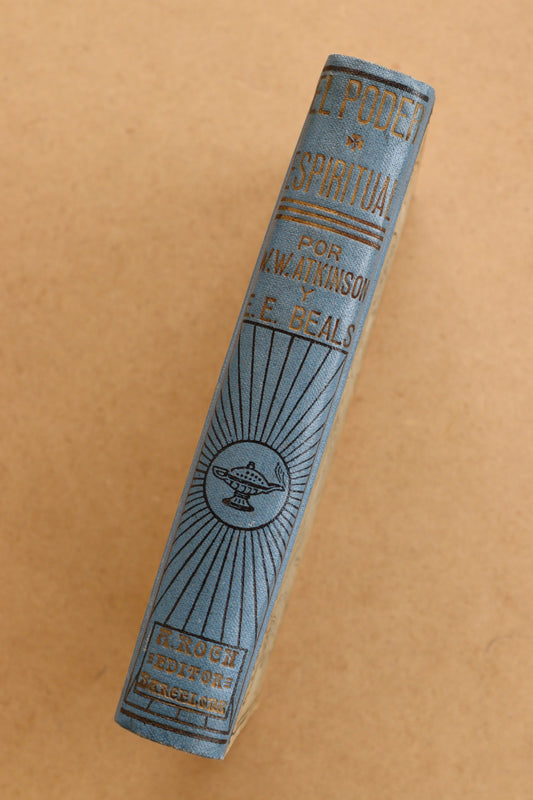 EL PODER
ESPIRITUAL
POR
W.W. ATKINSON
Y
E. E. BEALS
A. ROCH
EDITOR
BARCELONA